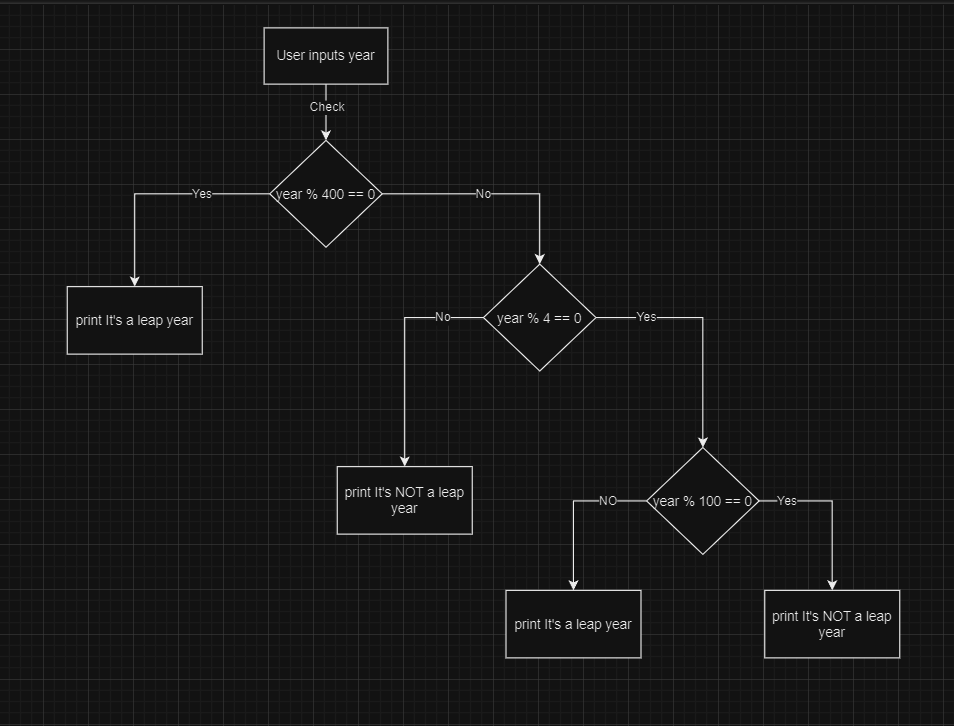 User inputs year
Check
year % 400 == 0
Yes
No
print It's a leap year
year % 4 == 0
No
Yes
print It's NOT a leap
year
year % 100 == 0
NO
Yes
print It's a leap year
print It's NOT a leap
year